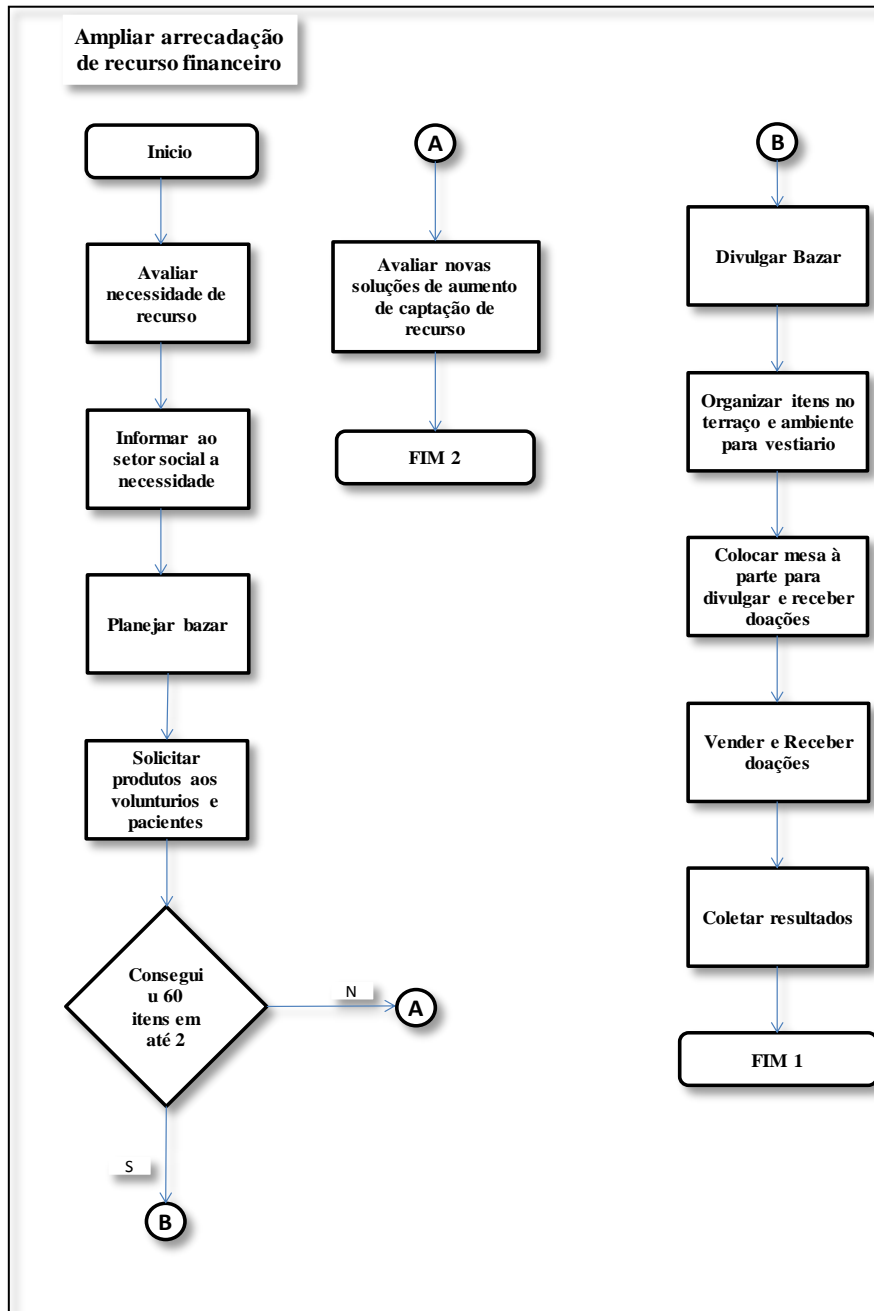 Ampliar arrecadação
de recurso financeiro
Inicio
Avaliar
necessidade de
recurso
Informar ao
setor social a
necessidade
Planejar bazar
Solicitar
produtos aos
volunturios e
pacientes
Consegui
u 60
itens em
até 2
N
A
S
B
A
Avaliar novas
soluções de aumento
de captação de
recurso
FIM 2
B
Divulgar Bazar
Organizar itens no
terraço e ambiente
para vestiario
Colocar mesa à
parte para
divulgar e receber
doações
Vender e Receber
doações
Coletar resultados
FIM 1